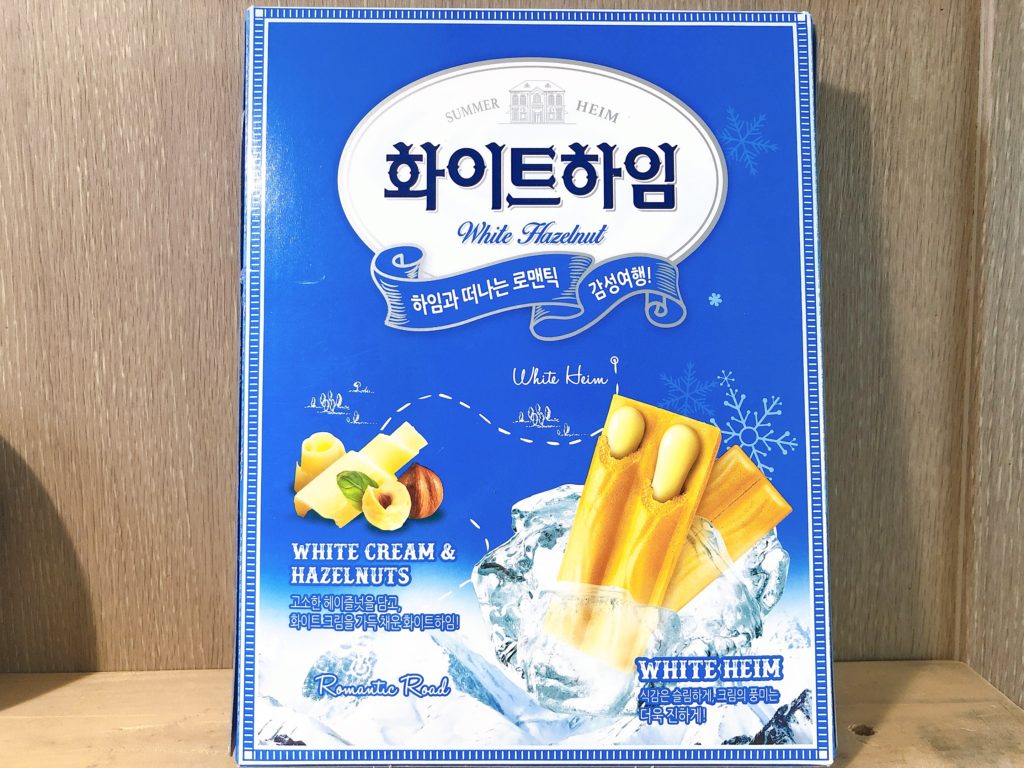 SUMMER HEIM
화이트하임
White Hazelnut
하임과 떠나는 로맨틱 감성여행!
White Heim
WHITE CREAM &
HAZELNUTS
고소한 헤이즐넛을 담고,
화이트크림을 가득 채운 화이트하임!
Romantic Road
WHITE HEIM
식감은 슬림하게, 크림의 풍미는
더욱 진하게!